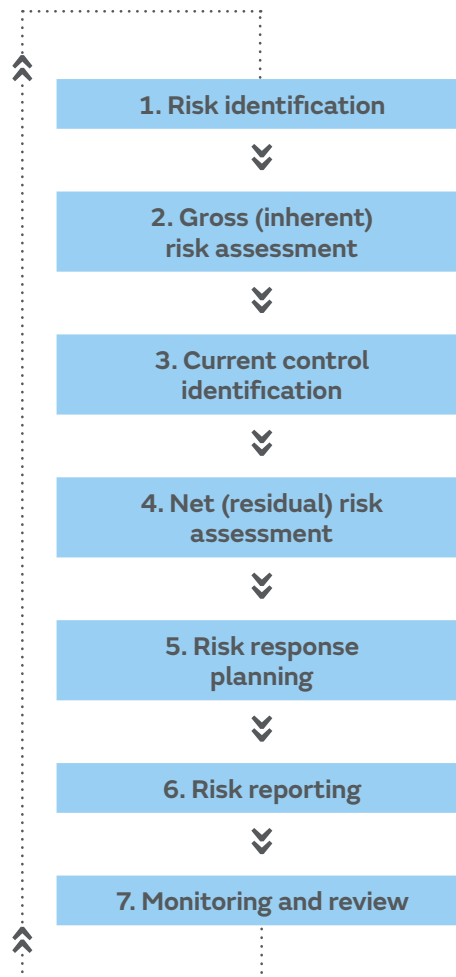 1. Risk identification
2. Gross (inherent)
risk assessment
3. Current control
identification
4. Net (residual) risk
assessment
5. Risk response
planning
6. Risk reporting
7. Monitoring and review